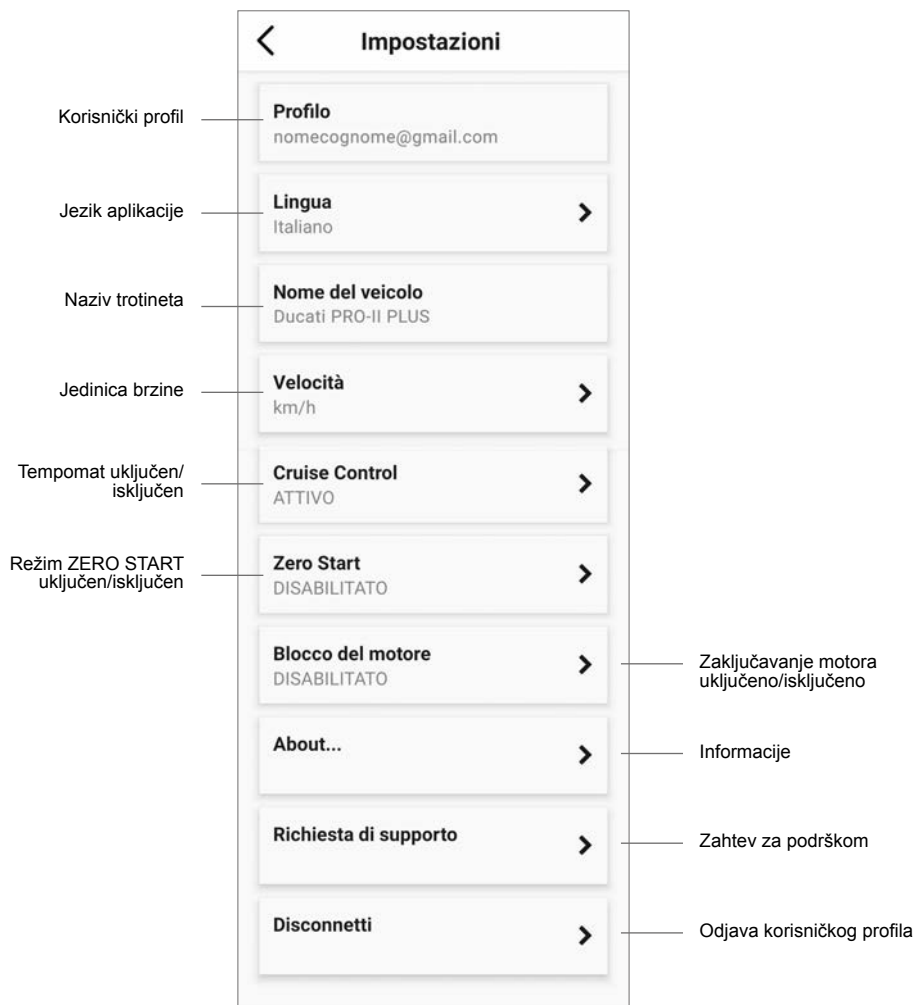 Impostazioni
Korisnički profil
Profilo
nomecognome@gmail.com
Jezik aplikacije
Lingua
Italiano
Naziv trotineta
Nome del veicolo
Ducati PRO-II PLUS
Jedinica brzine
Velocità
km/h
Tempomat uključen/
isključen
Cruise Control
ATTIVO
Režim ZERO START
uključen/isključen
Zero Start
DISABILITATO
Blocco del motore
DISABILITATO
Zaključavanje motora
uključeno/isključeno
About...
Informacije
Richiesta di supporto
Zahtev za podrškom
Disconnetti
Odjava korisničkog profila